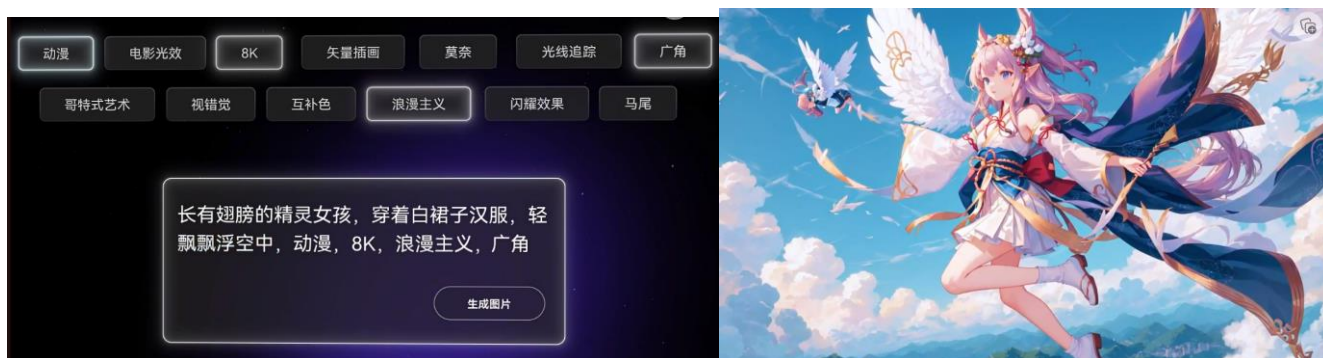 动漫
电影光效
8K
矢量插画
莫奈
光线追踪
广角
哥特式艺术
视错觉
互补色
浪漫主义
闪耀效果
马尾
长有翅膀的精灵女孩，穿着白裙子汉服，轻
飘飘浮空中，动漫，8K，浪漫主义，广角
生成图片